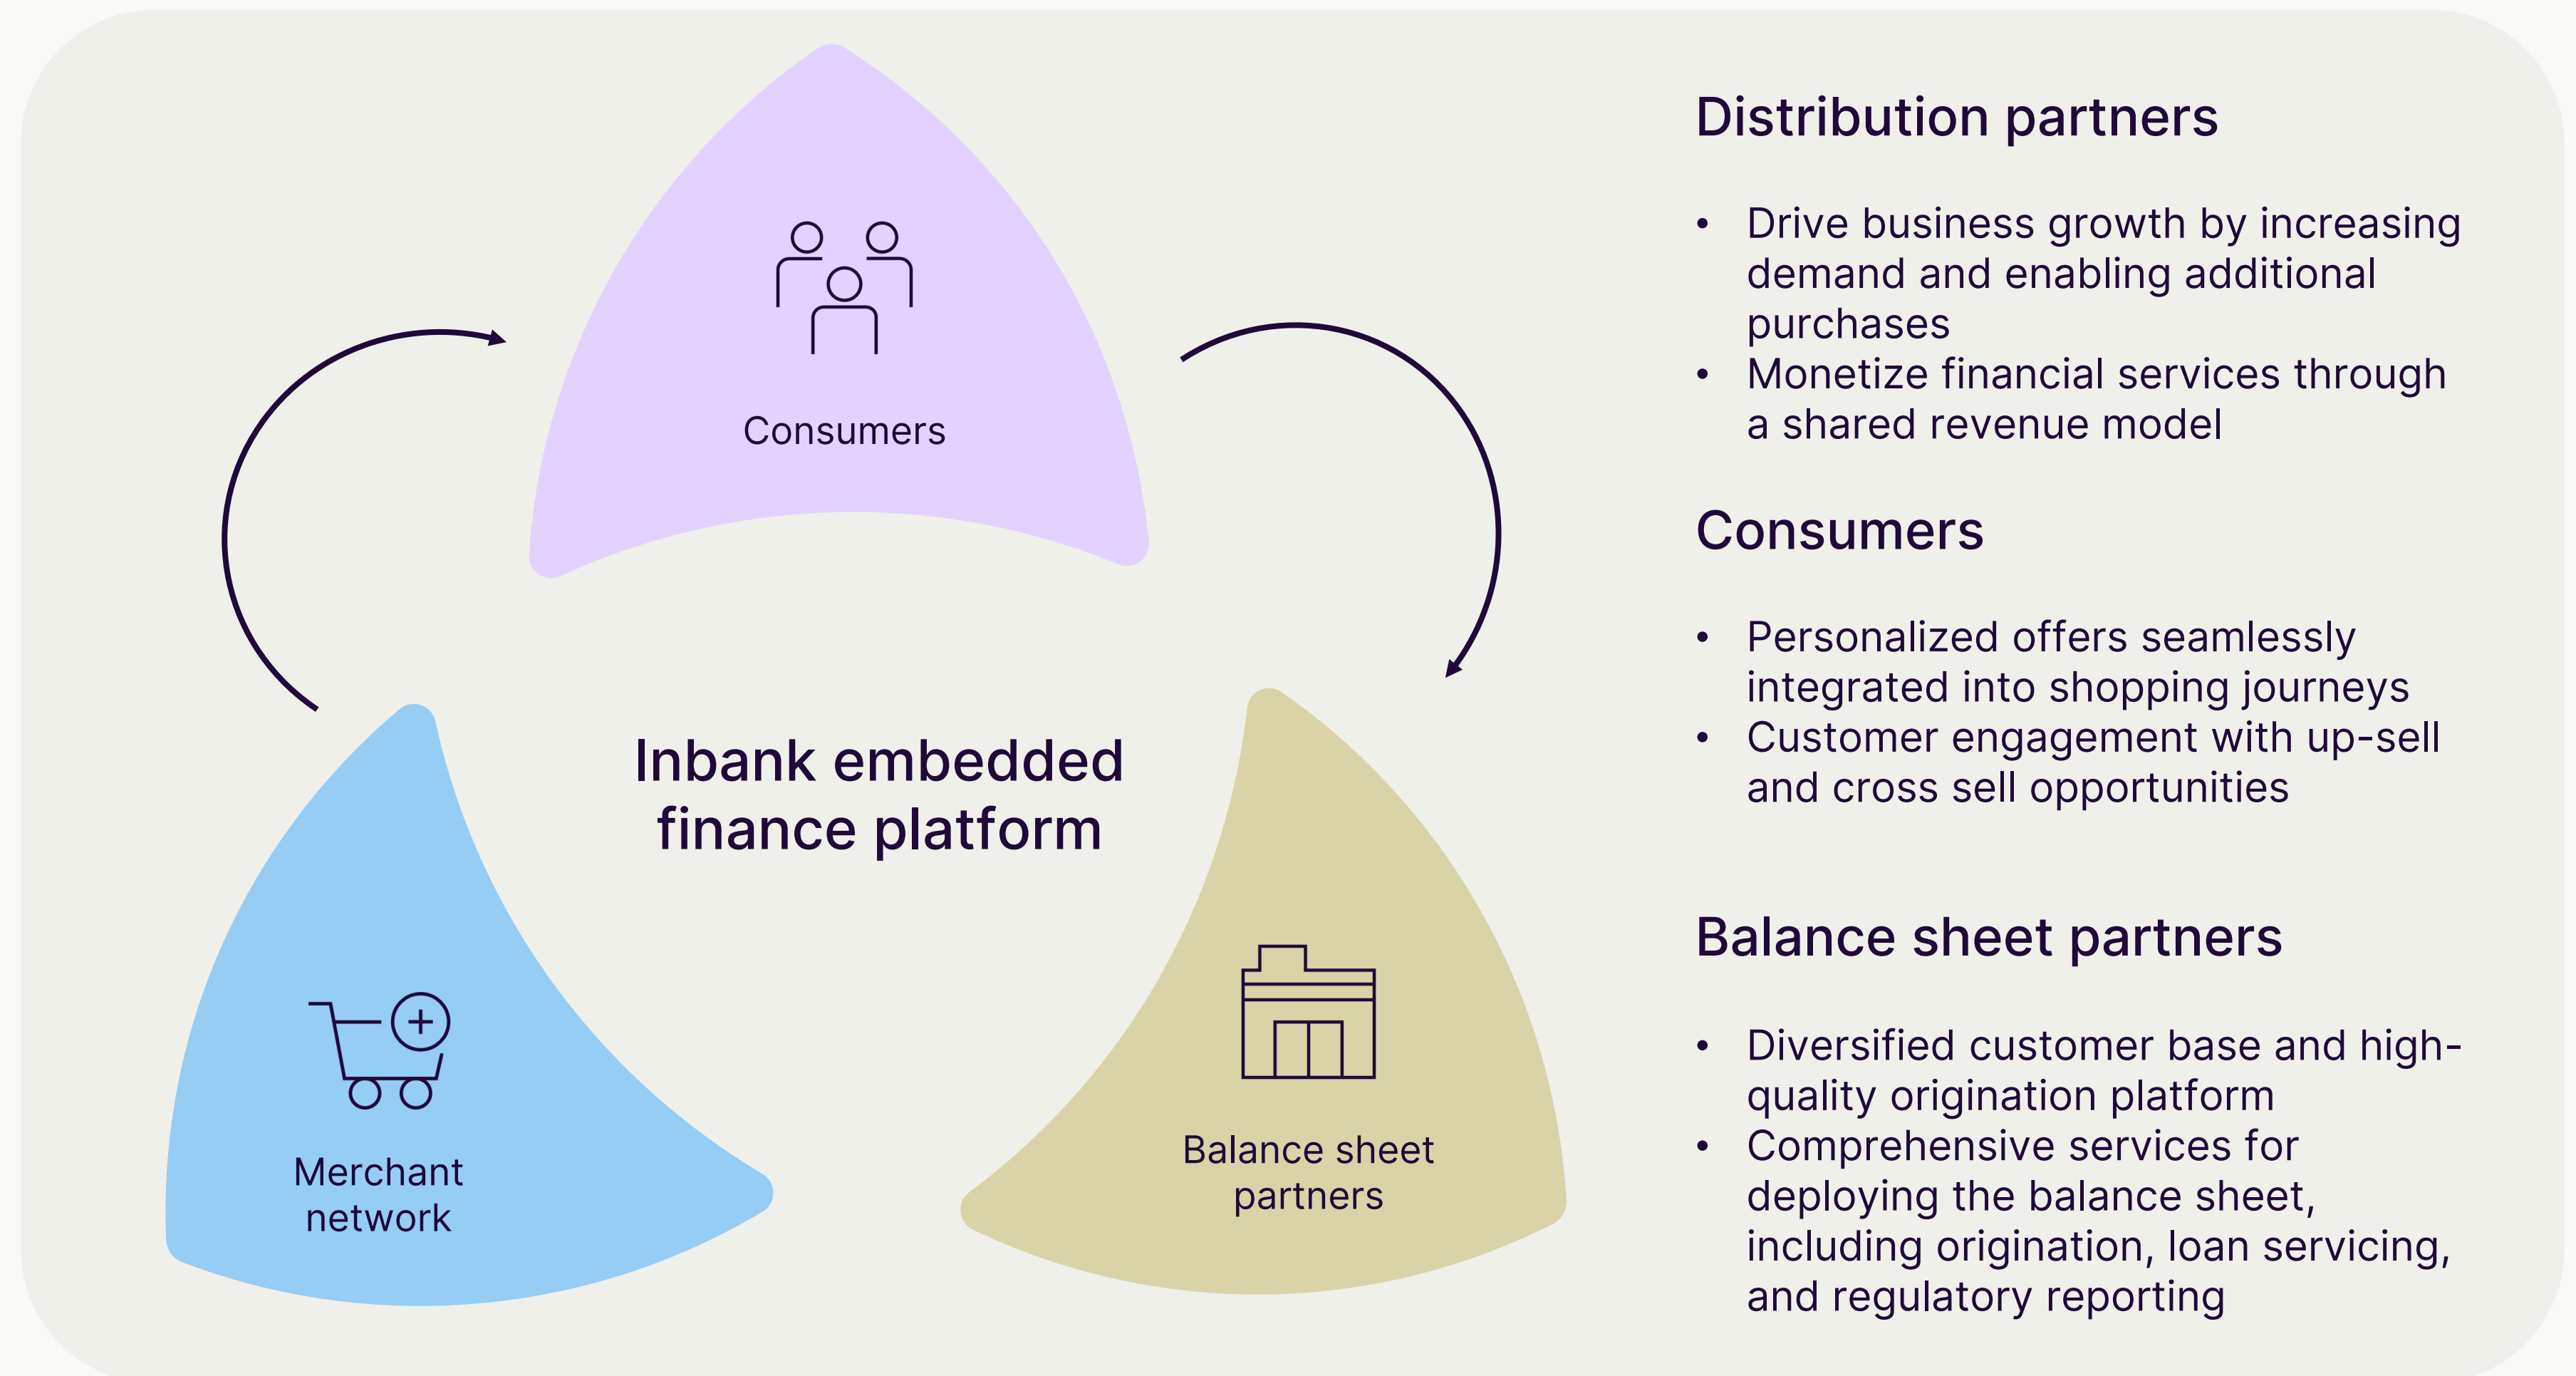 Consumers
Inbank embedded
finance platform
Merchant
network
Balance sheet
partners
Distribution partners
• Drive business growth by increasing
demand and enabling additional
purchases
• Monetize financial services through
a shared revenue model
Consumers
• Personalized offers seamlessly
integrated into shopping journeys
• Customer engagement with up-sell
and cross sell opportunities
Balance sheet partners
• Diversified customer base and high-
quality origination platform
• Comprehensive services for
deploying the balance sheet,
including origination, loan servicing,
and regulatory reporting